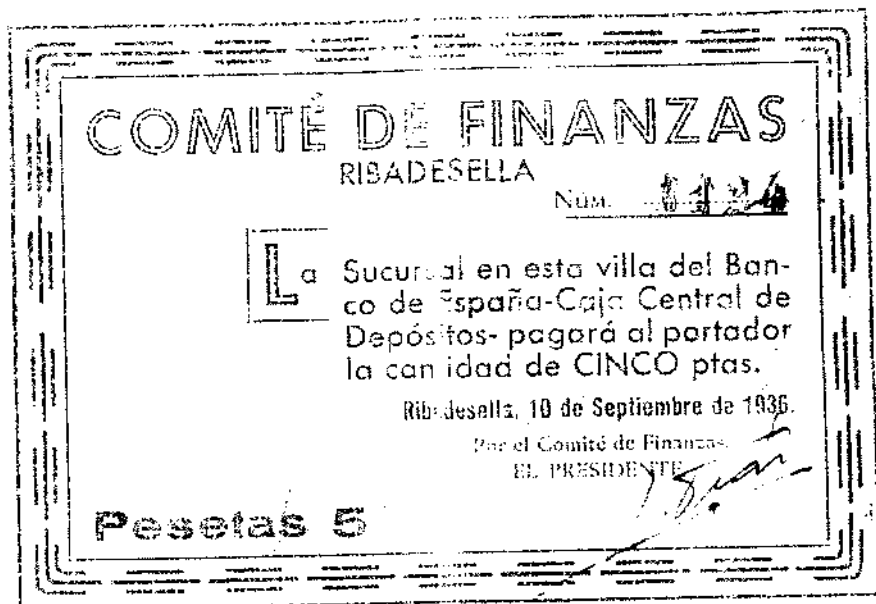 COMITÉ DE FINANZAS
RIBADESELLA
Núm.
La Sucursal en esta villa del Ban-
co de España-Caja Central de
Depósitos- pagará al portador
la cantidad de CINCO ptas.
Ribadesella, 10 de Septiembre de 1936.
Por el Comité de Finanzas.
EL PRESIDENTE
Pesetas 5